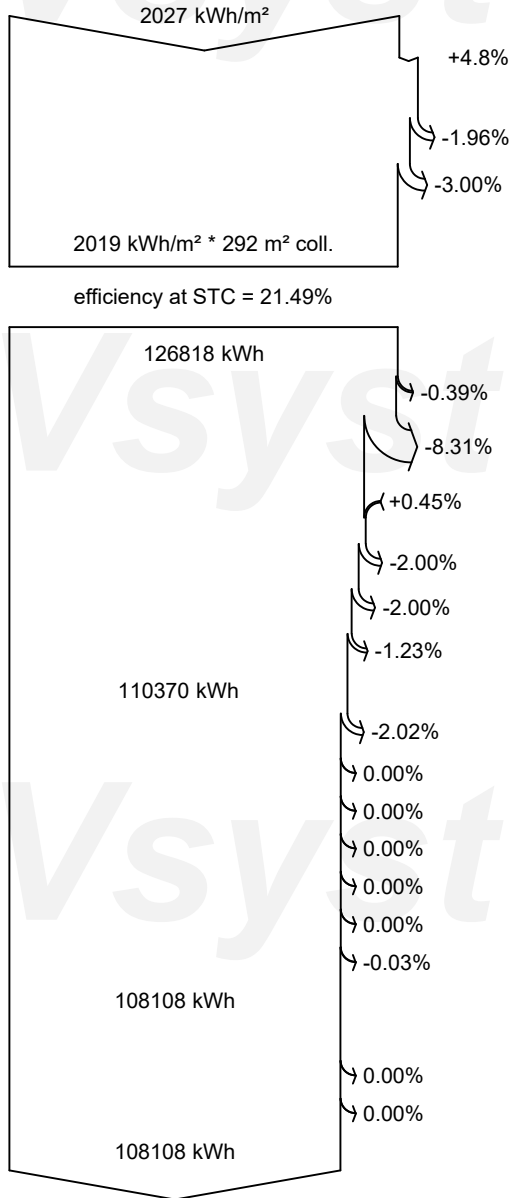 2027 kWh/m²
+4.8%
-1.96%
-3.00%
2019 kWh/m² * 292 m² coll.
efficiency at STC = 21.49%
126818 kWh
-0.39%
Vsyst
-8.31%
+0.45%
-2.00%
-2.00%
-1.23%
110370 kWh
-2.02%
0.00%
0.00%
0.00%
Vsyst
0.00%
0.00%
-0.03%
108108 kWh
0.00%
0.00%
108108 kWh